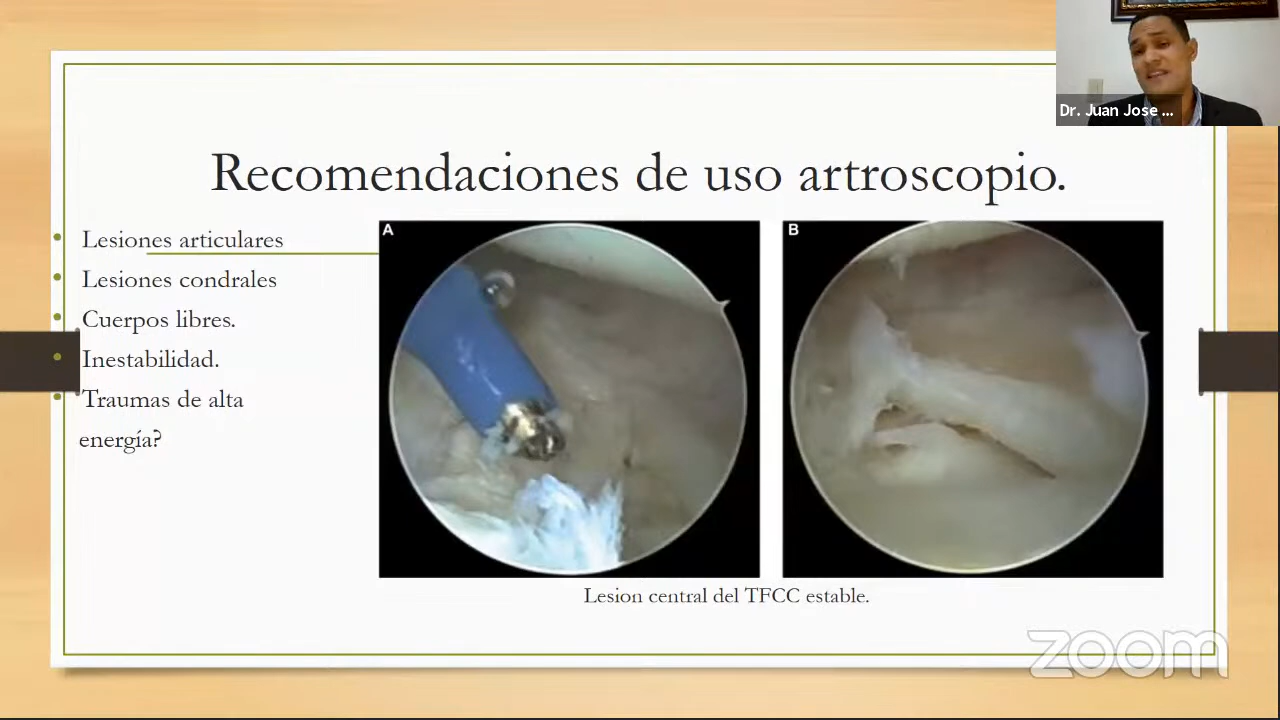 Dr. Juan Jose ...
Recomendaciones de uso artroscopio.
Lesiones articulares
Lesiones condrales
Cuerpos libres.
Inestabilidad.
Traumas de alta
energía?
A
B
Lesion central del TFCC estable.
zoom